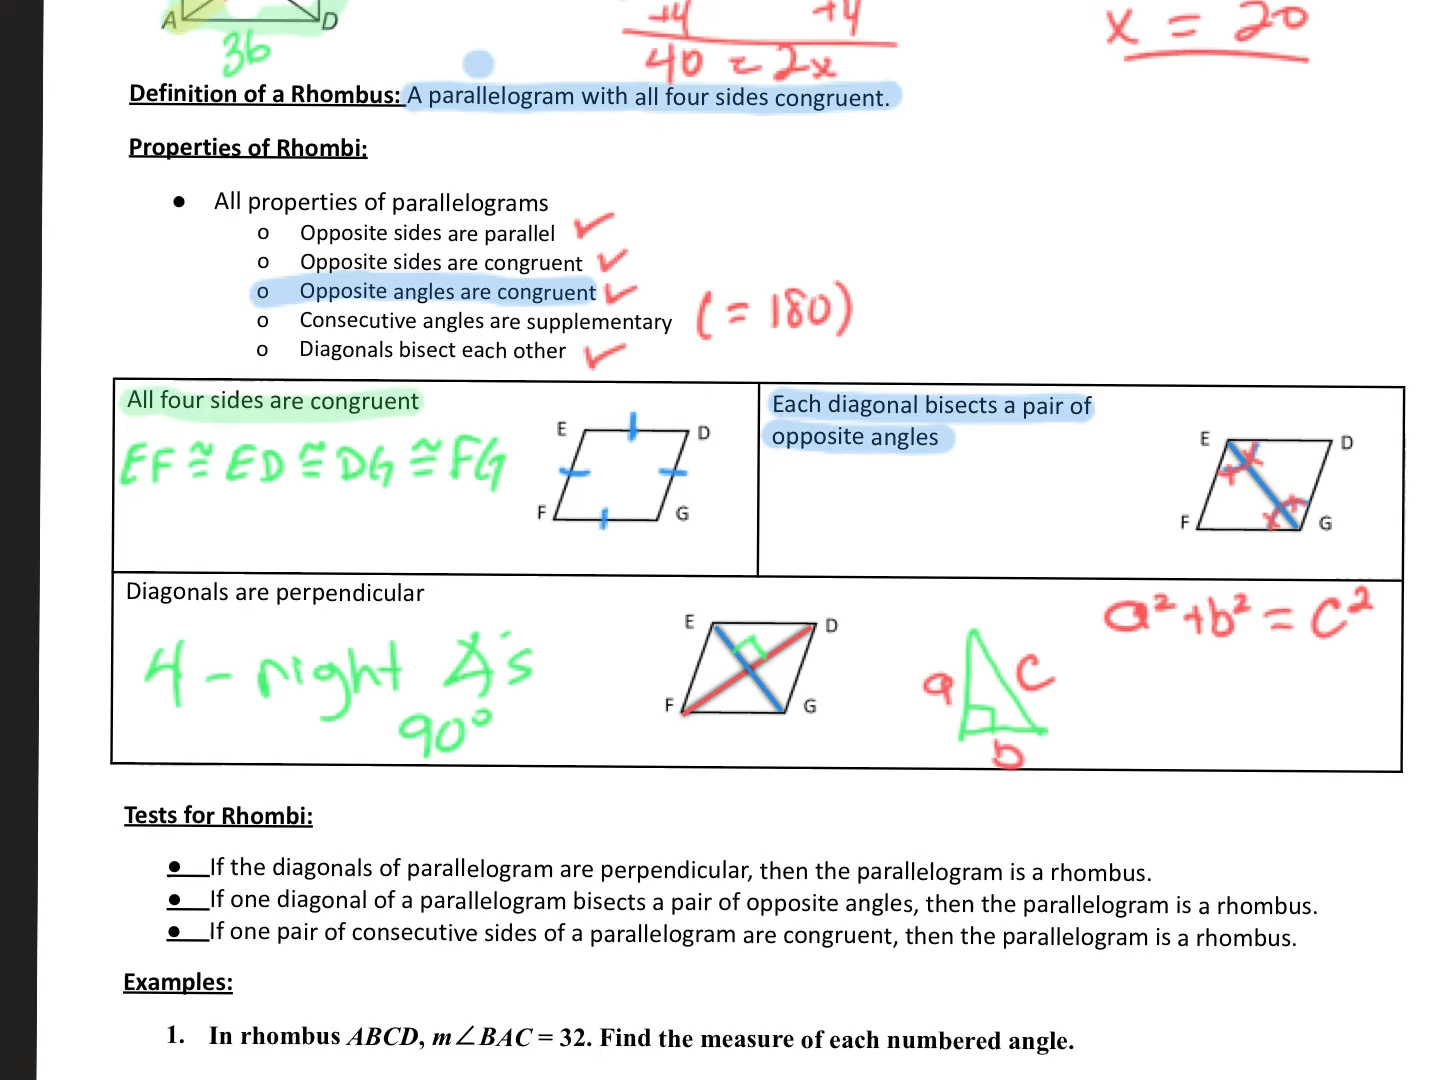 A
D
36
+4 +4
40 = 2x
x = 20
Definition of a Rhombus: A parallelogram with all four sides congruent.
Properties of Rhombi:
● All properties of parallelograms
o Opposite sides are parallel ✓
o Opposite sides are congruent ✓
o Opposite angles are congruent ✓
o Consecutive angles are supplementary (= 180)
o Diagonals bisect each other ✓
All four sides are congruent
EF ≅ ED ≅ DG ≅ FG
E D
F G
Each diagonal bisects a pair of
opposite angles
E D
F G
x x
x x
Diagonals are perpendicular
4 - right ∡'s
90°
E D
F G
a c
b
a² + b² = c²
Tests for Rhombi:
● If the diagonals of parallelogram are perpendicular, then the parallelogram is a rhombus.
● If one diagonal of a parallelogram bisects a pair of opposite angles, then the parallelogram is a rhombus.
● If one pair of consecutive sides of a parallelogram are congruent, then the parallelogram is a rhombus.
Examples:
1. In rhombus ABCD, m∠BAC = 32. Find the measure of each numbered angle.